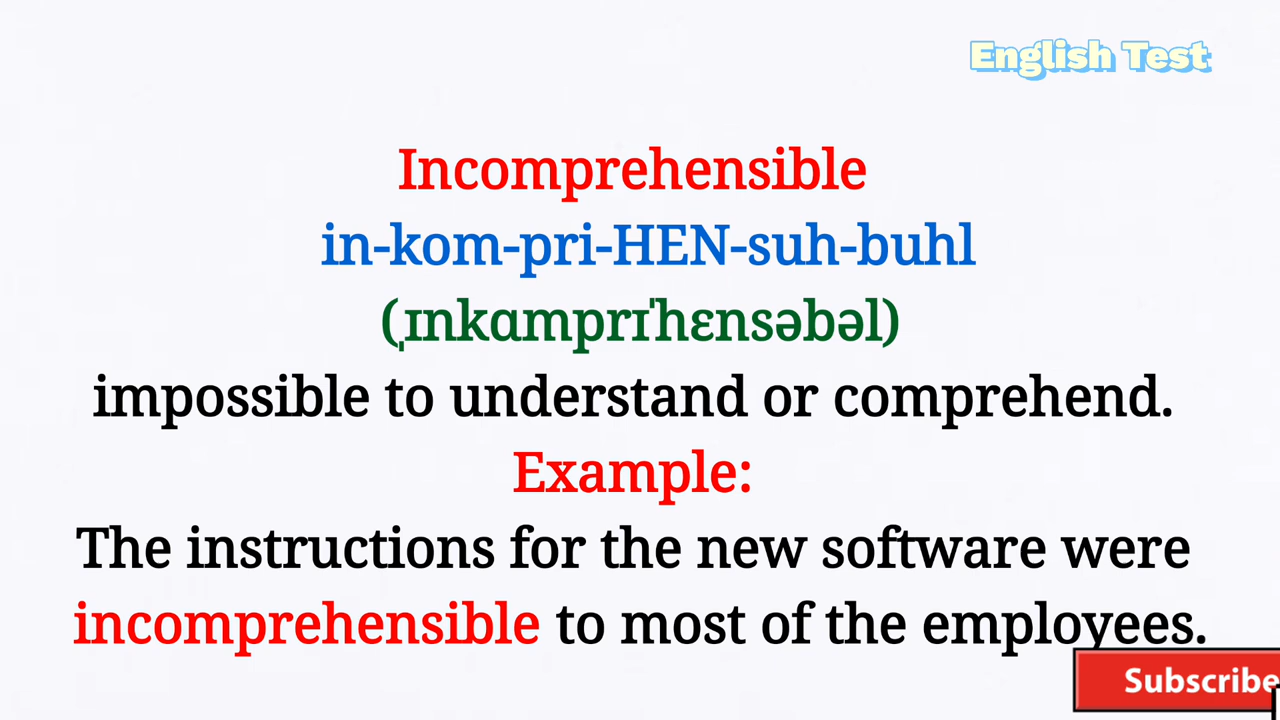 English Test
Incomprehensible
in-kom-pri-HEN-suh-buhl
(ˌɪnkɑmprɪˈhɛnsəbəl)
impossible to understand or comprehend.
Example:
The instructions for the new software were
incomprehensible to most of the employees.
Subscribe